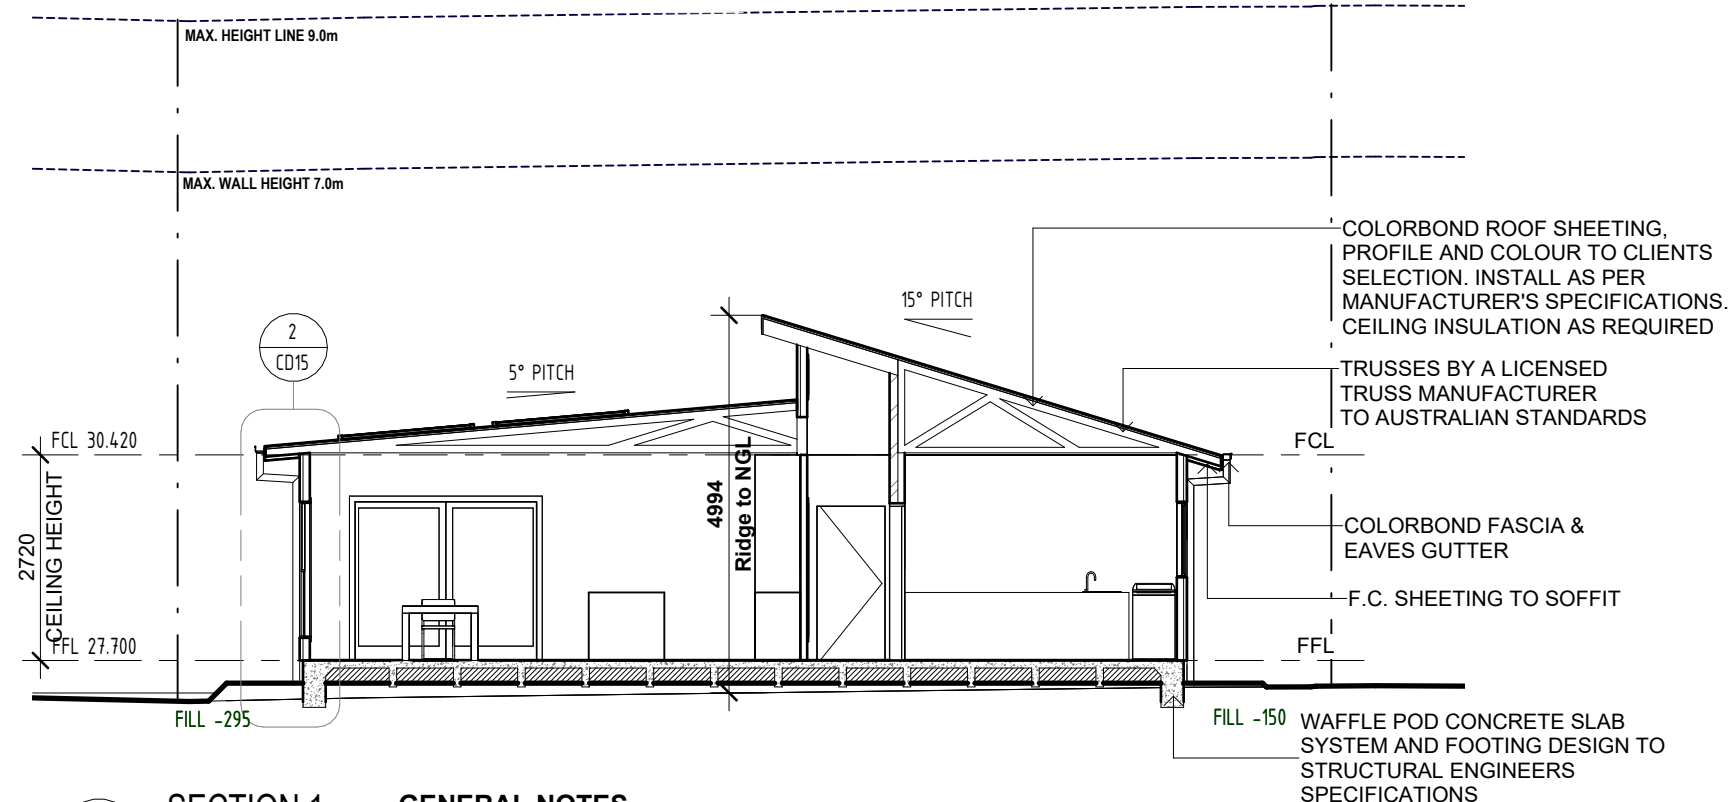 MAX. HEIGHT LINE 9.0m
MAX. WALL HEIGHT 7.0m
COLORBOND ROOF SHEETING,
PROFILE AND COLOUR TO CLIENTS
SELECTION. INSTALL AS PER
MANUFACTURER'S SPECIFICATIONS.
CEILING INSULATION AS REQUIRED
15° PITCH
2
CD15
5° PITCH
TRUSSES BY A LICENSED
TRUSS MANUFACTURER
TO AUSTRALIAN STANDARDS
FCL 30.420
FCL
2720
CEILING HEIGHT
4994
Ridge to NGL
COLORBOND FASCIA &
EAVES GUTTER
F.C. SHEETING TO SOFFIT
FFL 27.700
FFL
FILL -295
FILL -150
WAFFLE POD CONCRETE SLAB
SYSTEM AND FOOTING DESIGN TO
STRUCTURAL ENGINEERS
SPECIFICATIONS
SECTION 1
GENERAL NOTES